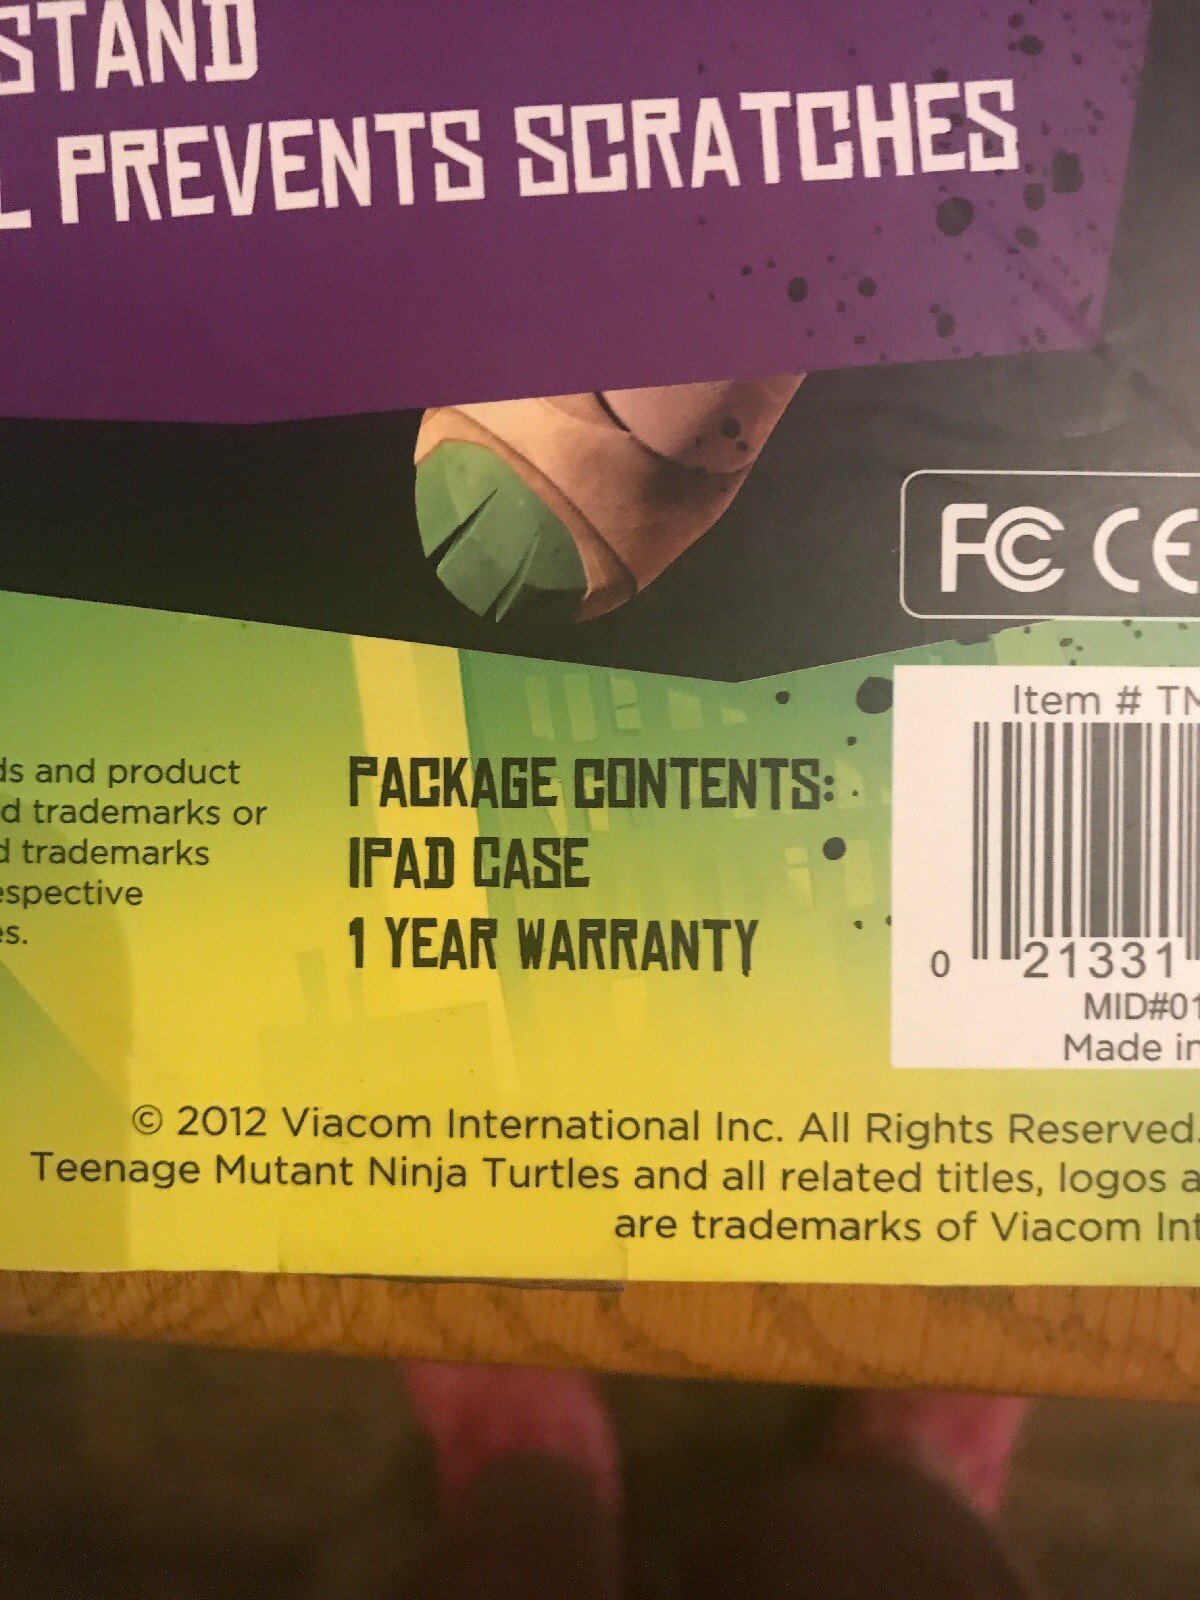 STAND
PREVENTS SCRATCHES
FC CE
Item #
ds and product
d trademarks or
d trademarks
espective
es.
PACKAGE CONTENTS:
IPAD CASE
1 YEAR WARRANTY
0 21331
MID#01
Made in
© 2012 Viacom International Inc. All Rights Reserved.
Teenage Mutant Ninja Turtles and all related titles, logos a
are trademarks of Viacom Int